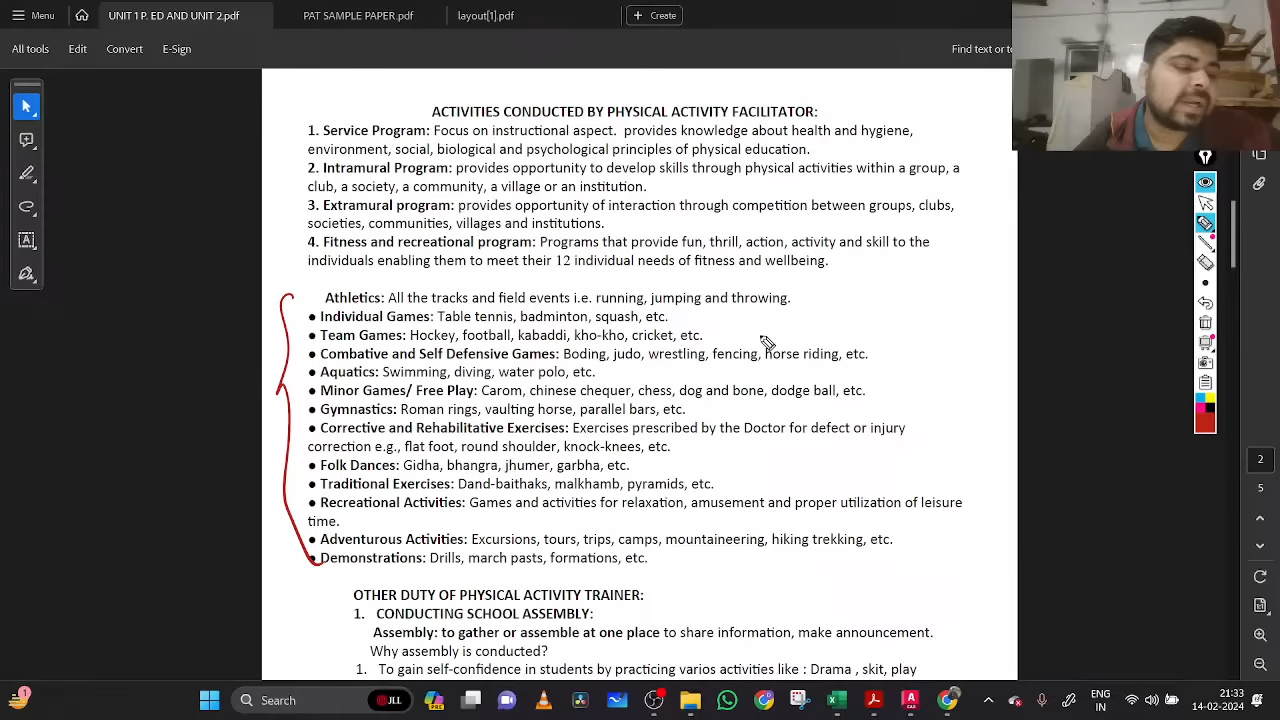 Menu
UNIT 1 P. ED AND UNIT 2.pdf
PAT SAMPLE PAPER.pdf
layout[1].pdf
Create
All tools Edit Convert E-Sign
Find text or to
ACTIVITIES CONDUCTED BY PHYSICAL ACTIVITY FACILITATOR:
1. Service Program: Focus on instructional aspect. provides knowledge about health and hygiene,
environment, social, biological and psychological principles of physical education.
2. Intramural Program: provides opportunity to develop skills through physical activities within a group, a
club, a society, a community, a village or an institution.
3. Extramural program: provides opportunity of interaction through competition between groups, clubs,
societies, communities, villages and institutions.
4. Fitness and recreational program: Programs that provide fun, thrill, action, activity and skill to the
individuals enabling them to meet their 12 individual needs of fitness and wellbeing.
Athletics: All the tracks and field events i.e. running, jumping and throwing.
● Individual Games: Table tennis, badminton, squash, etc.
● Team Games: Hockey, football, kabaddi, kho-kho, cricket, etc.
● Combative and Self Defensive Games: Boding, judo, wrestling, fencing, horse riding, etc.
● Aquatics: Swimming, diving, water polo, etc.
● Minor Games/ Free Play: Carom, chinese chequer, chess, dog and bone, dodge ball, etc.
● Gymnastics: Roman rings, vaulting horse, parallel bars, etc.
● Corrective and Rehabilitative Exercises: Exercises prescribed by the Doctor for defect or injury
correction e.g., flat foot, round shoulder, knock-knees, etc.
● Folk Dances: Gidha, bhangra, jhumer, garbha, etc.
● Traditional Exercises: Dand-baithaks, malkhamb, pyramids, etc.
● Recreational Activities: Games and activities for relaxation, amusement and proper utilization of leisure
time.
● Adventurous Activities: Excursions, tours, trips, camps, mountaineering, hiking trekking, etc.
● Demonstrations: Drills, march pasts, formations, etc.
OTHER DUTY OF PHYSICAL ACTIVITY TRAINER:
1. CONDUCTING SCHOOL ASSEMBLY:
Assembly: to gather or assemble at one place to share information, make announcement.
Why assembly is conducted?
1. To gain self-confidence in students by practicing varios activities like : Drama , skit, play
2
5
1
Search
JLL
PRE
ENG
IN
21:33
14-02-2024